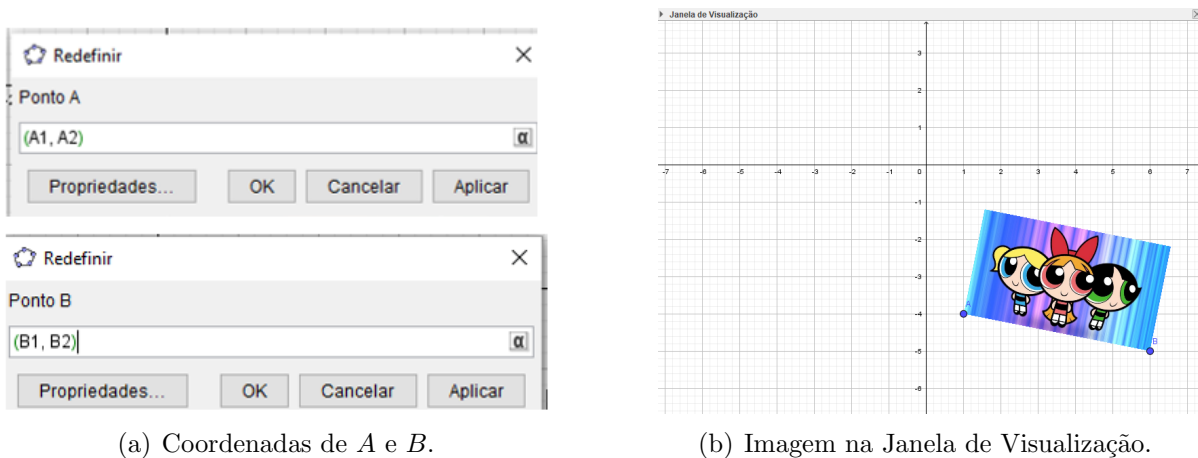 Redefinir
Ponto A
(A1, A2)
α
Propriedades...
OK
Cancelar
Aplicar
Redefinir
Ponto B
(B1, B2)
α
Propriedades...
OK
Cancelar
Aplicar
(a) Coordenadas de A e B.
Janela de Visualização
3
2
1
-7 -6 -5 -4 -3 -2 -1 0 1 2 3 4 5 6 7
-1
-2
-3
-4
-5
-6
A
B
(b) Imagem na Janela de Visualização.